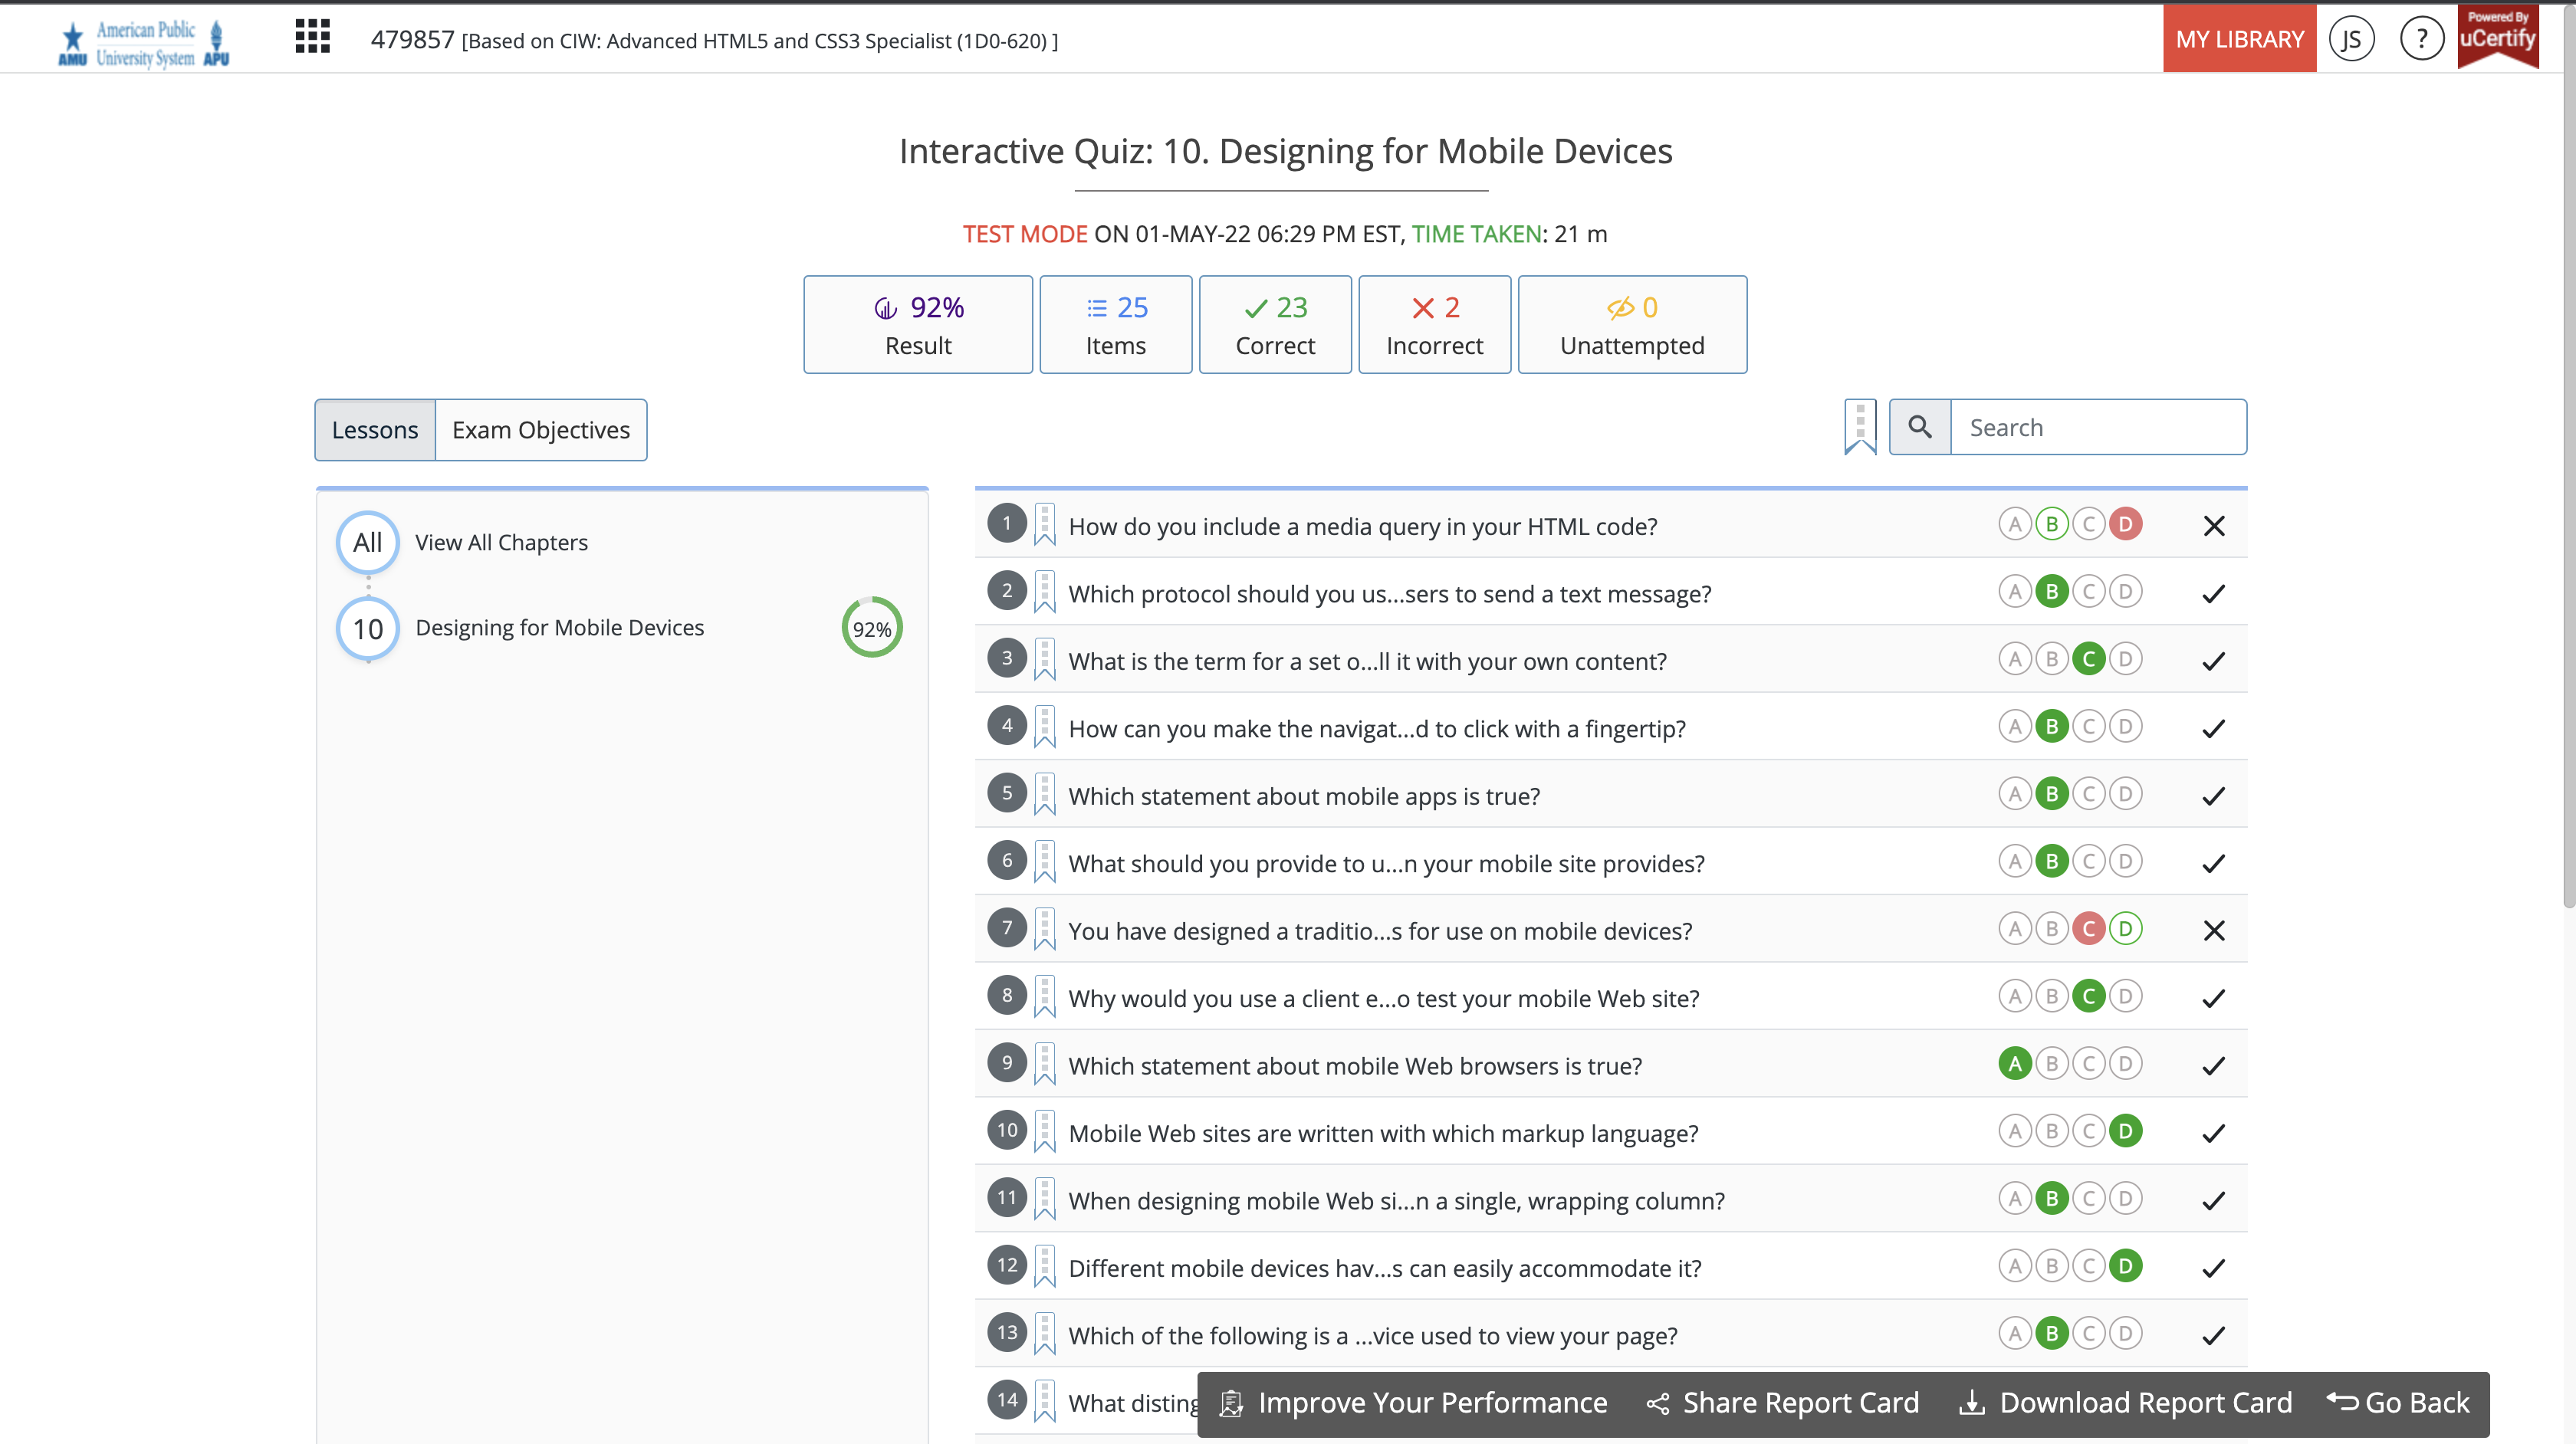 American Public
University System
AMU APU
479857 [Based on CIW: Advanced HTML5 and CSS3 Specialist (1D0-620) ]
MY LIBRARY
JS
?
Powered By
uCertify
Interactive Quiz: 10. Designing for Mobile Devices
TEST MODE ON 01-MAY-22 06:29 PM EST, TIME TAKEN: 21 m
92%
Result
25
Items
23
Correct
2
Incorrect
0
Unattempted
Lessons
Exam Objectives
Search
All View All Chapters
10 Designing for Mobile Devices 92%
1 How do you include a media query in your HTML code? A B C D
2 Which protocol should you us...sers to send a text message? A B C D
3 What is the term for a set o...ll it with your own content? A B C D
4 How can you make the navigat...d to click with a fingertip? A B C D
5 Which statement about mobile apps is true? A B C D
6 What should you provide to u...n your mobile site provides? A B C D
7 You have designed a traditio...s for use on mobile devices? A B C D
8 Why would you use a client e...o test your mobile Web site? A B C D
9 Which statement about mobile Web browsers is true? A B C D
10 Mobile Web sites are written with which markup language? A B C D
11 When designing mobile Web si...n a single, wrapping column? A B C D
12 Different mobile devices hav...s can easily accommodate it? A B C D
13 Which of the following is a ...vice used to view your page? A B C D
14 What disting
Improve Your Performance
Share Report Card
Download Report Card
Go Back